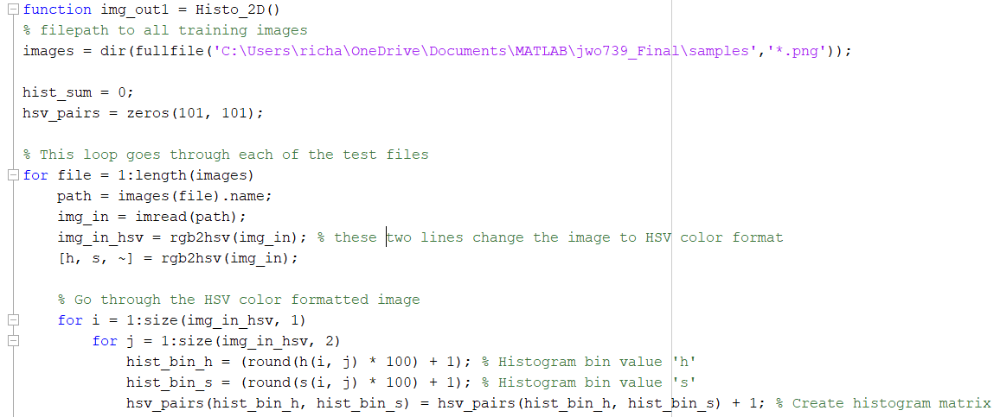 function img_out1 = Histo_2D()
% filepath to all training images
images = dir(fullfile('C:\Users\richa\OneDrive\Documents\MATLAB\jwo739_Final\samples','*.png'));
hist_sum = 0;
hsv_pairs = zeros(101, 101);
% This loop goes through each of the test files
for file = 1:length(images)
path = images(file).name;
img_in = imread(path);
img_in_hsv = rgb2hsv(img_in); % these two lines change the image to HSV color format
[h, s, ~] = rgb2hsv(img_in);
% Go through the HSV color formatted image
for i = 1:size(img_in_hsv, 1)
for j = 1:size(img_in_hsv, 2)
hist_bin_h = (round(h(i, j) * 100) + 1); % Histogram bin value 'h'
hist_bin_s = (round(s(i, j) * 100) + 1); % Histogram bin value 's'
hsv_pairs(hist_bin_h, hist_bin_s) = hsv_pairs(hist_bin_h, hist_bin_s) + 1; % Create histogram matrix